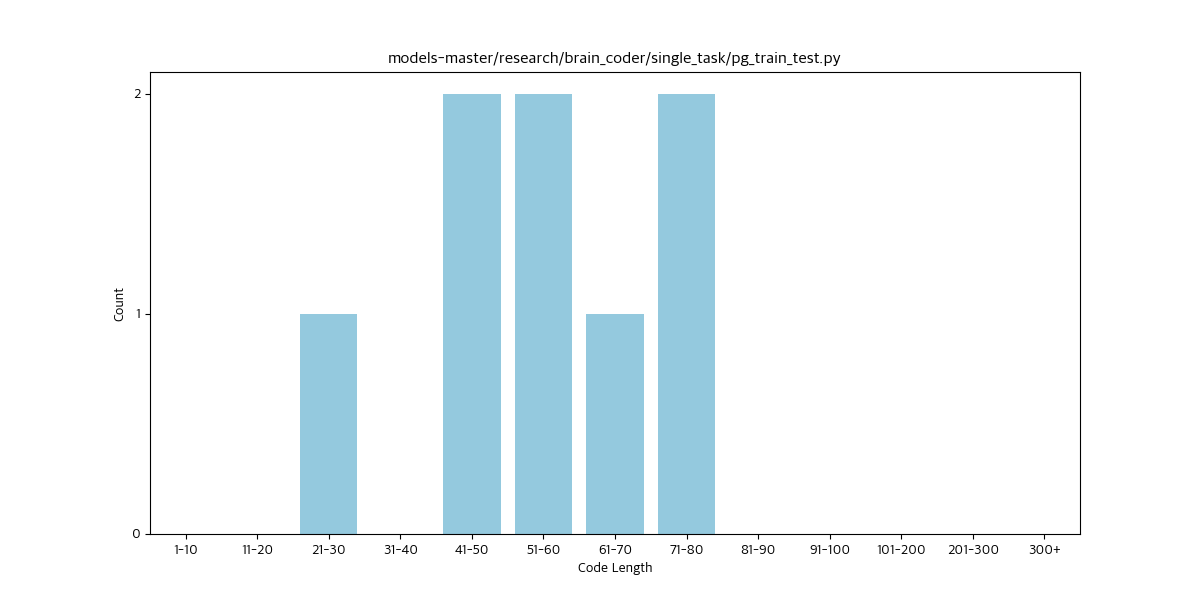 models-master/research/brain_coder/single_task/pg_train_test.py
2
1
0
Count
1-10 11-20 21-30 31-40 41-50 51-60 61-70 71-80 81-90 91-100 101-200 201-300 300+
Code Length